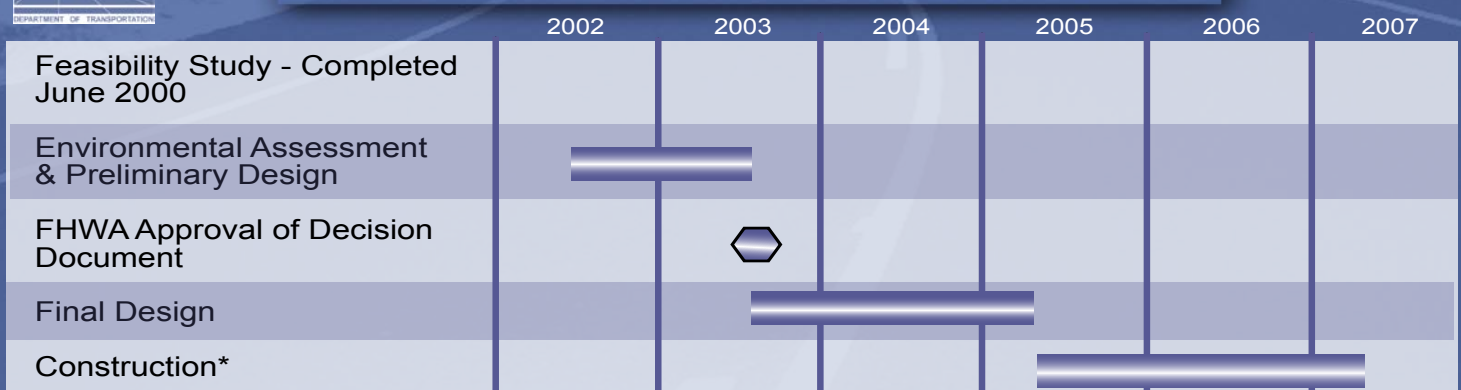 DEPARTMENT OF TRANSPORTATION
2002 2003 2004 2005 2006 2007
Feasibility Study - Completed
June 2000
Environmental Assessment
& Preliminary Design
FHWA Approval of Decision
Document
Final Design
Construction*